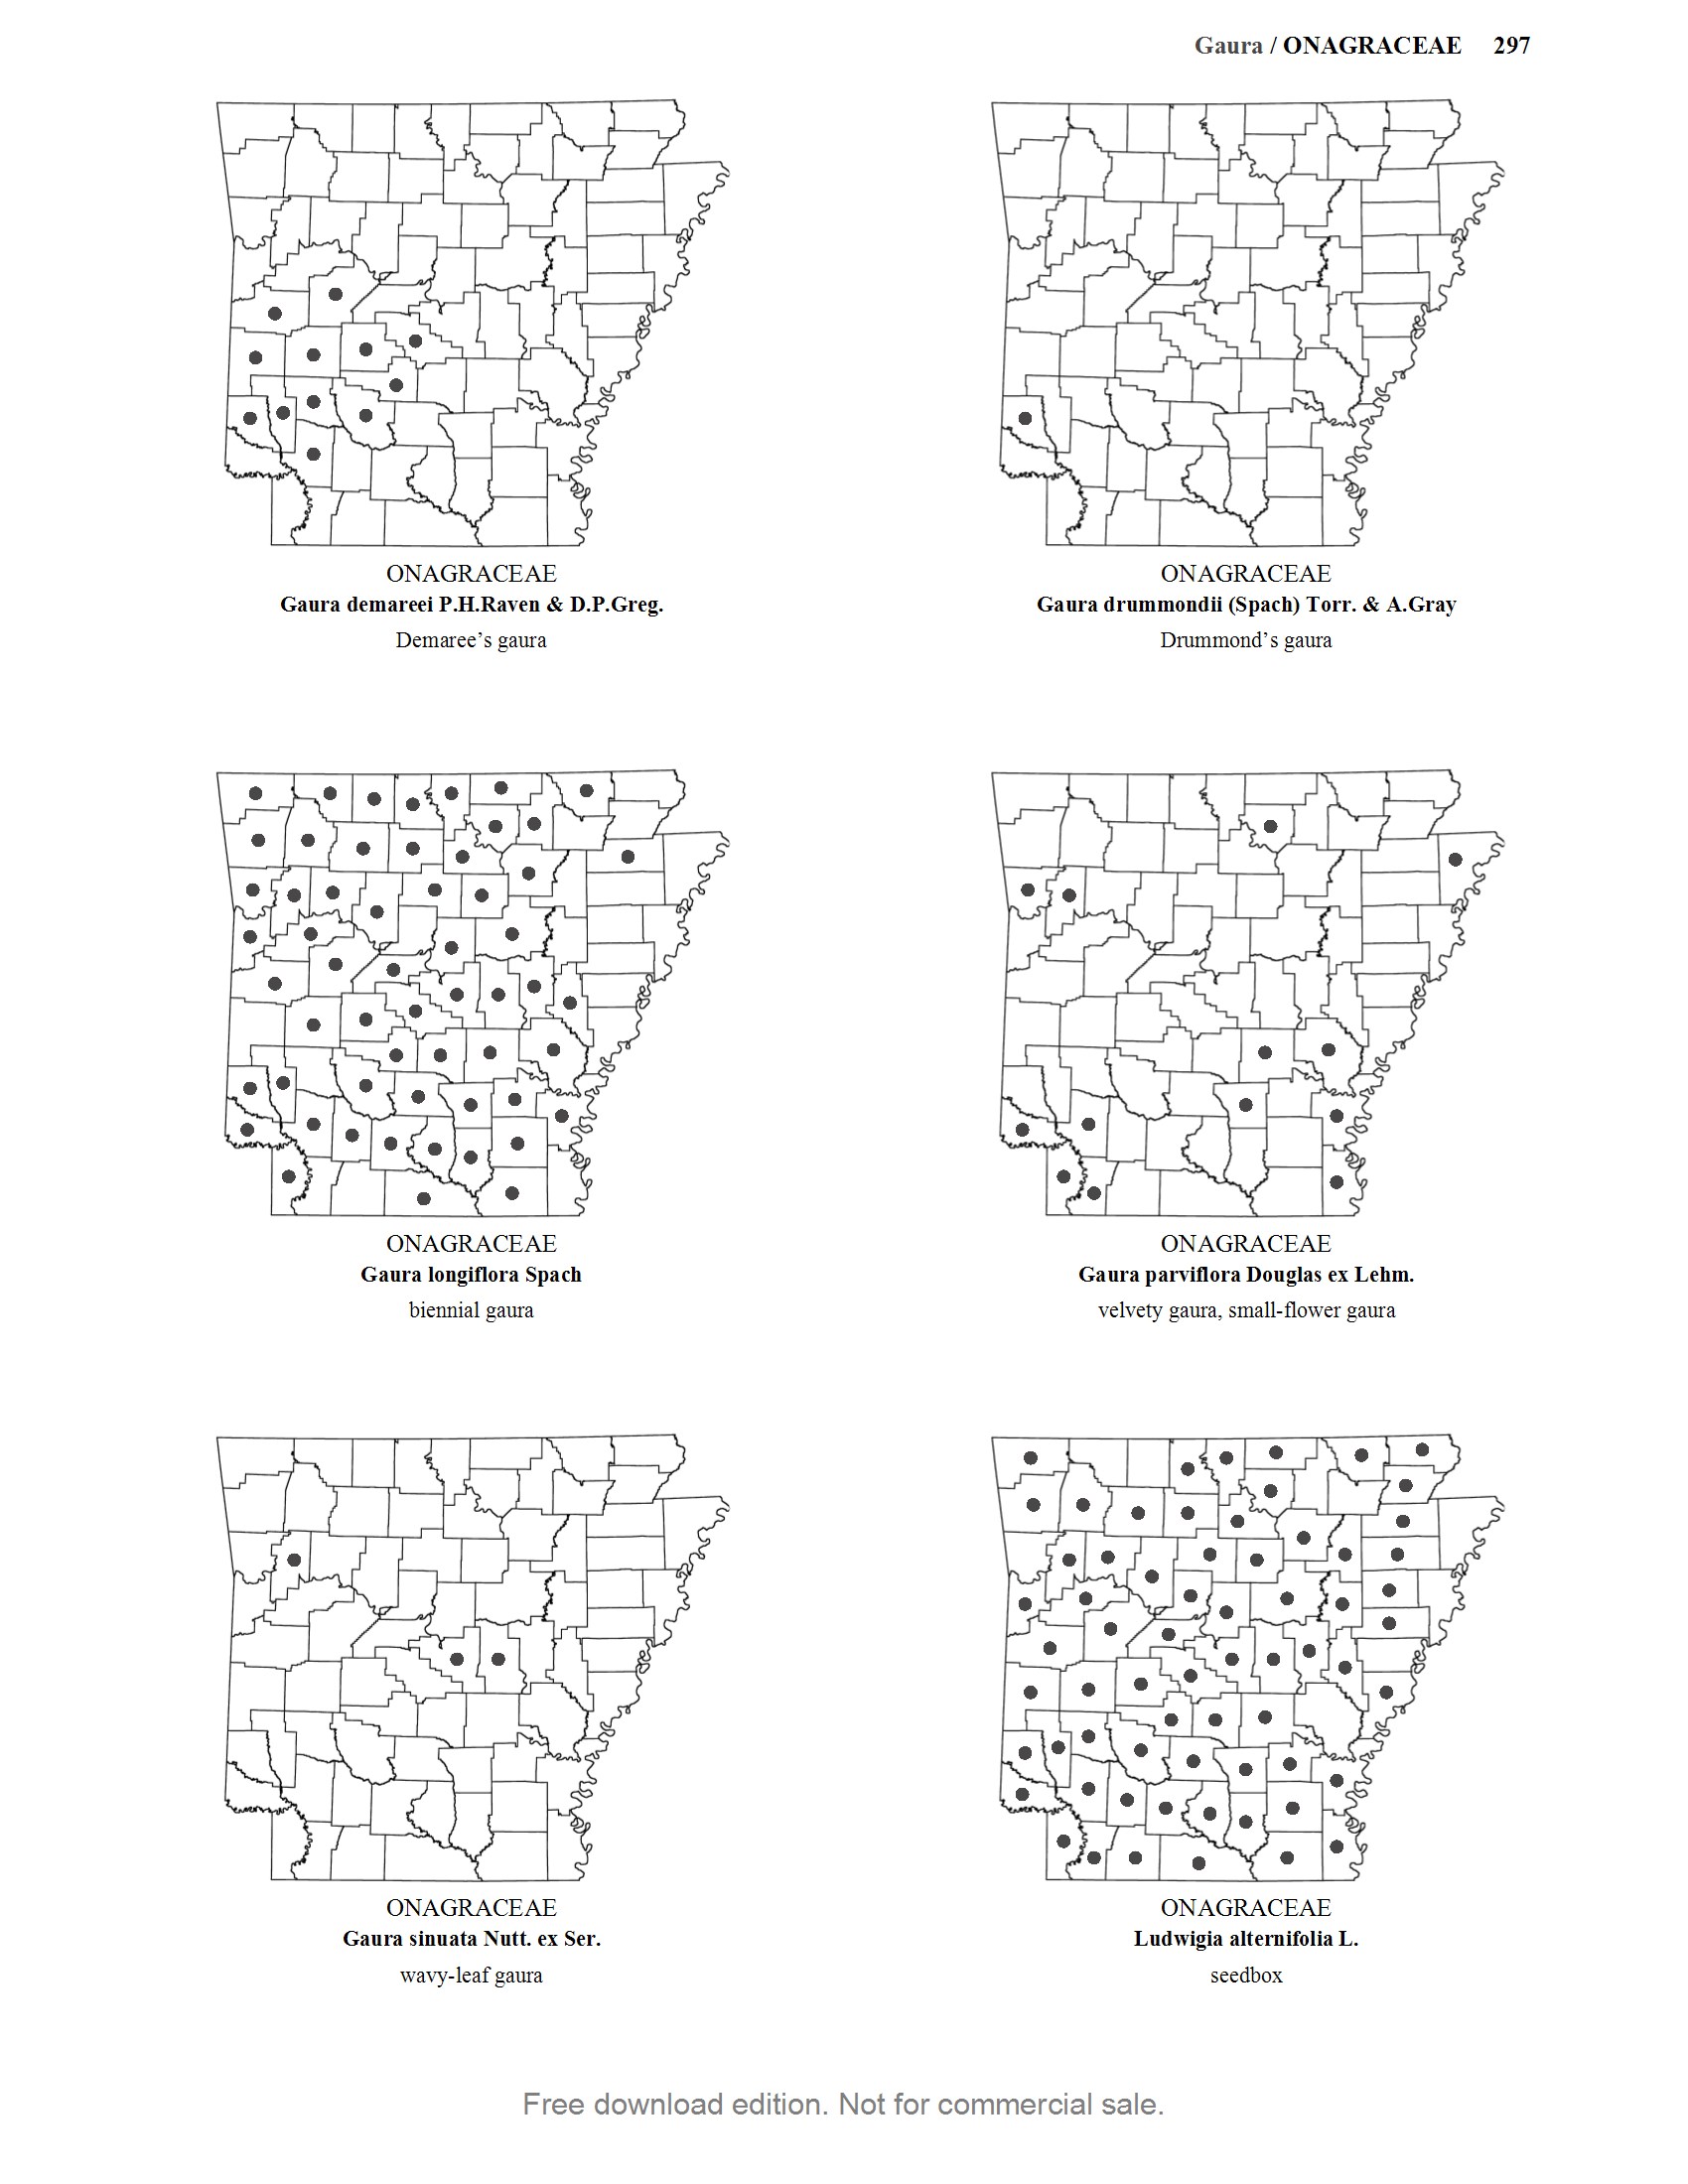 Gaura / ONAGRACEAE 297
ONAGRACEAE
Gaura demareei P.H.Raven & D.P.Greg.
Demaree’s gaura
ONAGRACEAE
Gaura drummondii (Spach) Torr. & A.Gray
Drummond’s gaura
ONAGRACEAE
Gaura longiflora Spach
biennial gaura
ONAGRACEAE
Gaura parviflora Douglas ex Lehm.
velvety gaura, small-flower gaura
ONAGRACEAE
Gaura sinuata Nutt. ex Ser.
wavy-leaf gaura
ONAGRACEAE
Ludwigia alternifolia L.
seedbox
Free download edition. Not for commercial sale.